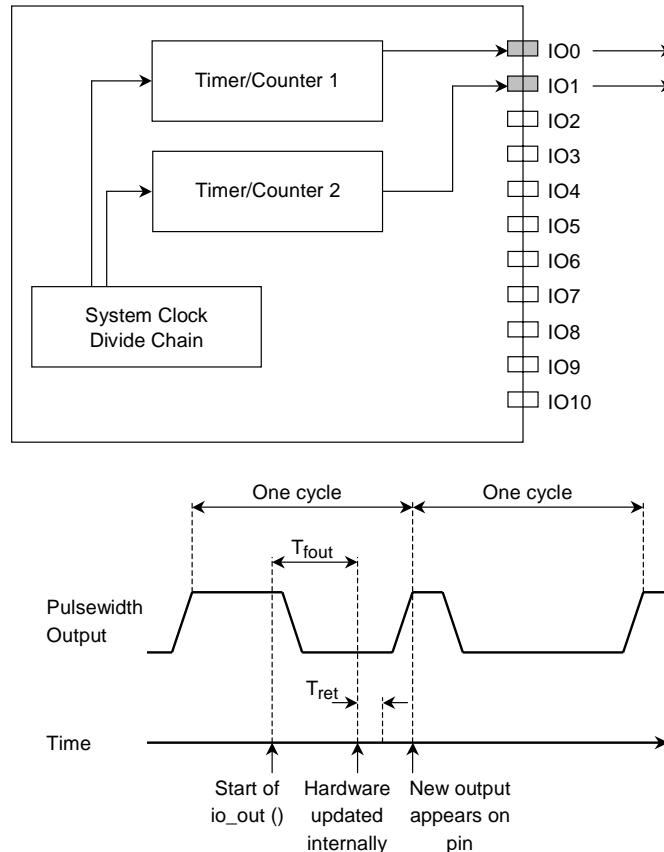 Timer/Counter 1
Timer/Counter 2
System Clock
Divide Chain
IO0
IO1
IO2
IO3
IO4
IO5
IO6
IO7
IO8
IO9
IO10
One cycle
One cycle
Tfout
Pulsewidth
Output
Tret
Time
Start of
io_out ()
Hardware
updated
internally
New output
appears on
pin